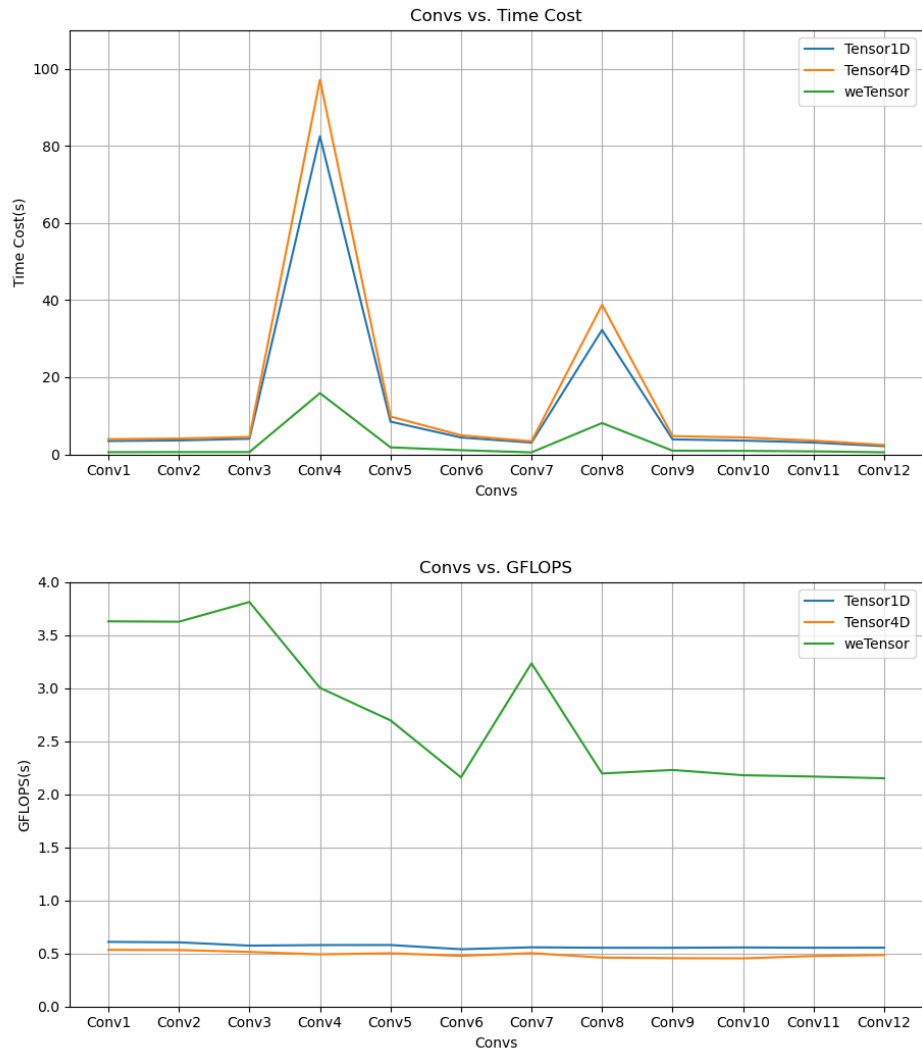 Convs vs. Time Cost
Tensor1D
Tensor4D
weTensor
100
80
60
40
20
0
Time Cost(s)
Conv1 Conv2 Conv3 Conv4 Conv5 Conv6 Conv7 Conv8 Conv9 Conv10 Conv11 Conv12
Convs
Convs vs. GFLOPS
Tensor1D
Tensor4D
weTensor
4.0
3.5
3.0
2.5
2.0
1.5
1.0
0.5
0.0
GFLOPS(s)
Conv1 Conv2 Conv3 Conv4 Conv5 Conv6 Conv7 Conv8 Conv9 Conv10 Conv11 Conv12
Convs